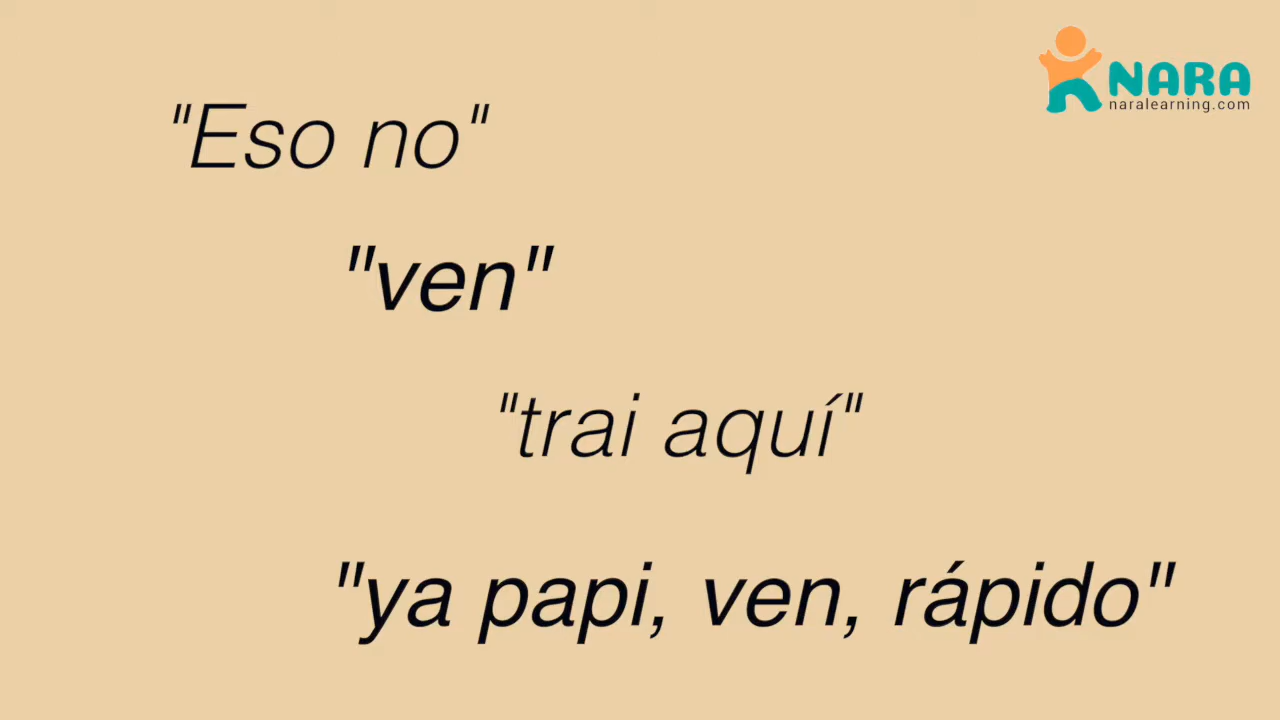 NARA
naralearning.com
"Eso no"
"ven"
"trai aquí"
"ya papi, ven, rápido"